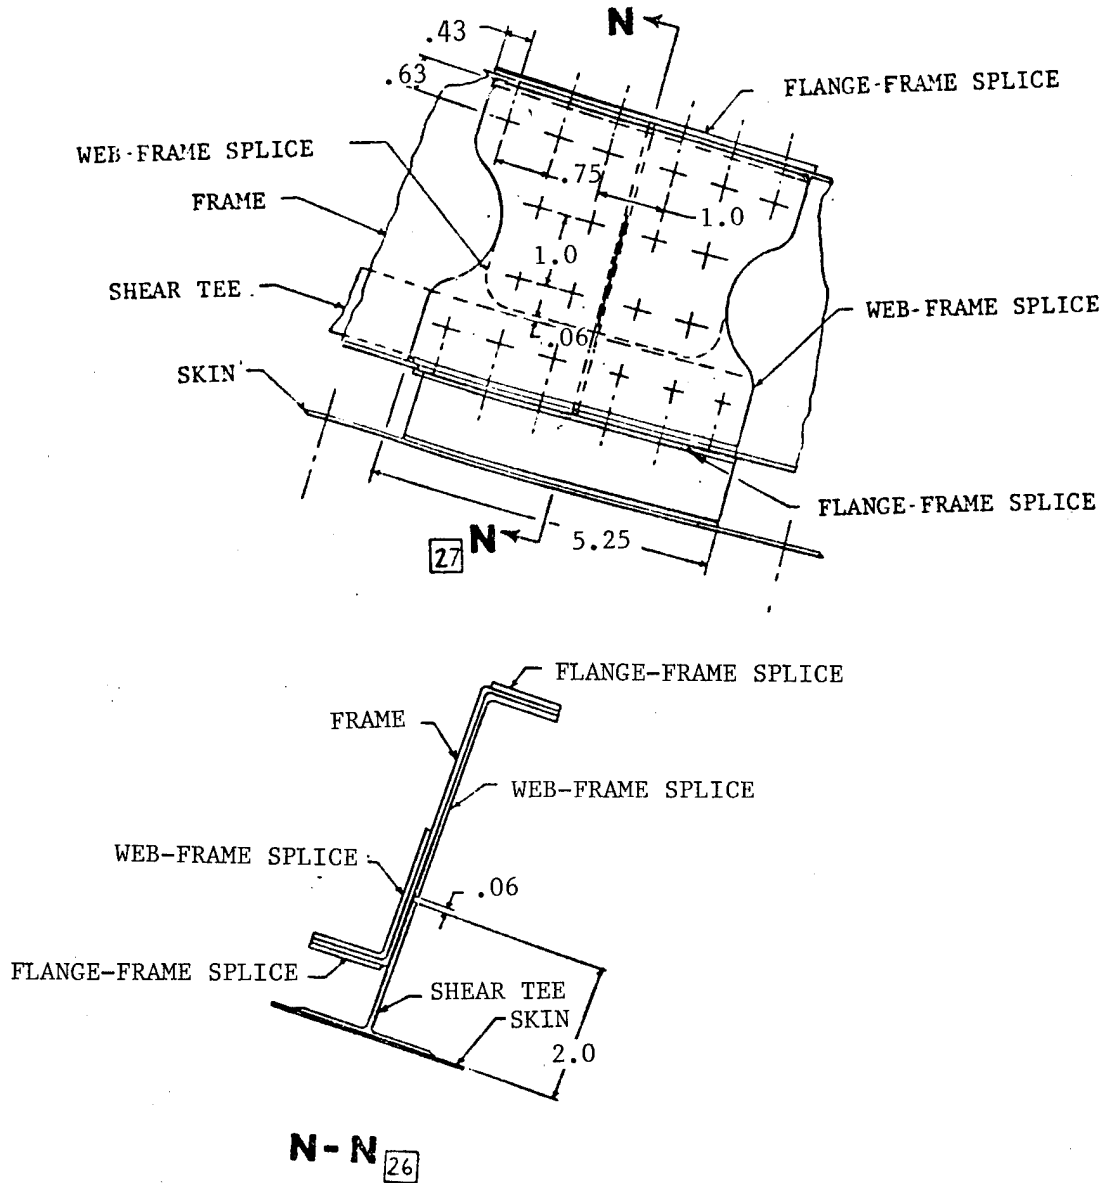 N
.43
.63
FLANGE-FRAME SPLICE
WEB-FRAME SPLICE
.75
FRAME
1.0
1.0
SHEAR TEE
WEB-FRAME SPLICE
.06
SKIN
FLANGE-FRAME SPLICE
27 N
5.25
FLANGE-FRAME SPLICE
FRAME
WEB-FRAME SPLICE
WEB-FRAME SPLICE
.06
FLANGE-FRAME SPLICE
SHEAR TEE
SKIN
2.0
N-N 26